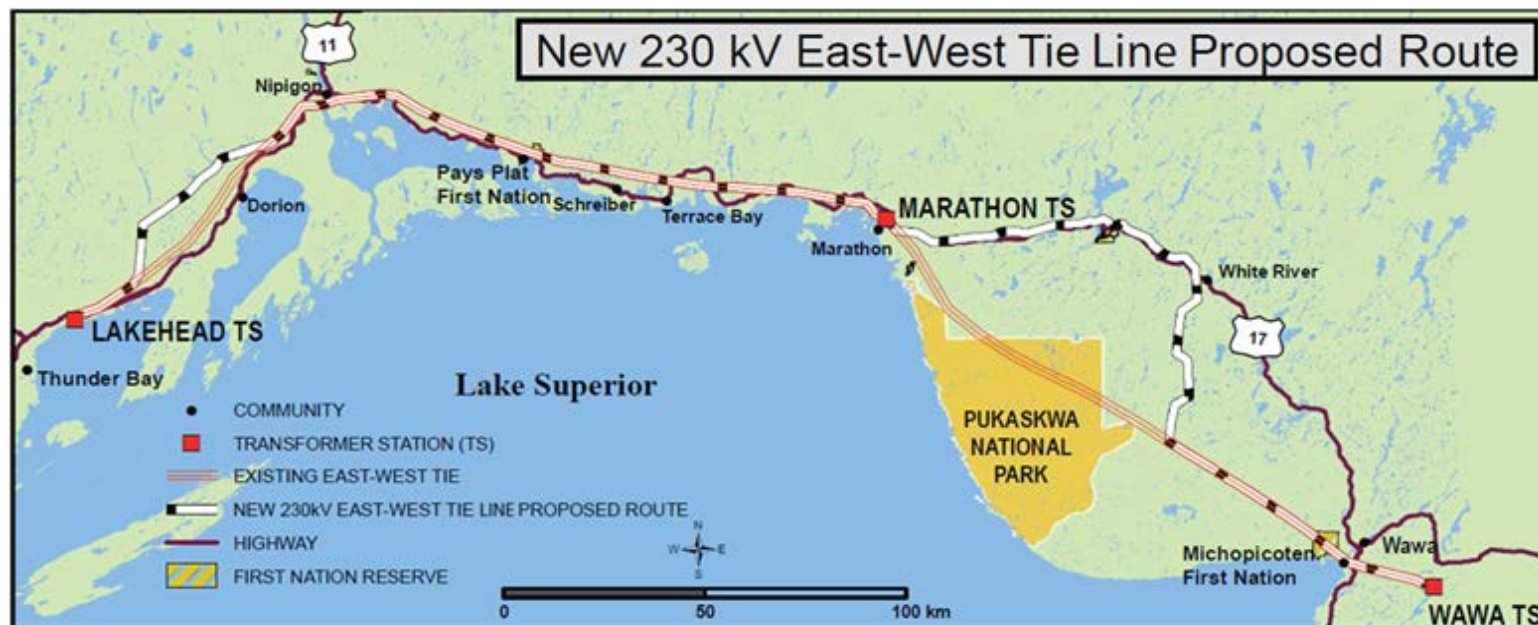 New 230 kV East-West Tie Line Proposed Route
11
Nipigon
Dorion
Pays Plat
First Nation
Schreiber
Terrace Bay
MARATHON TS
Marathon
White River
17
LAKEHEAD TS
Thunder Bay
Lake Superior
PUKASKWA
NATIONAL
PARK
COMMUNITY
TRANSFORMER STATION (TS)
EXISTING EAST-WEST TIE
NEW 230kV EAST-WEST TIE LINE PROPOSED ROUTE
HIGHWAY
FIRST NATION RESERVE
N
W E
S
0 50 100 km
Michopicoten
First Nation
Wawa
WAWA TS